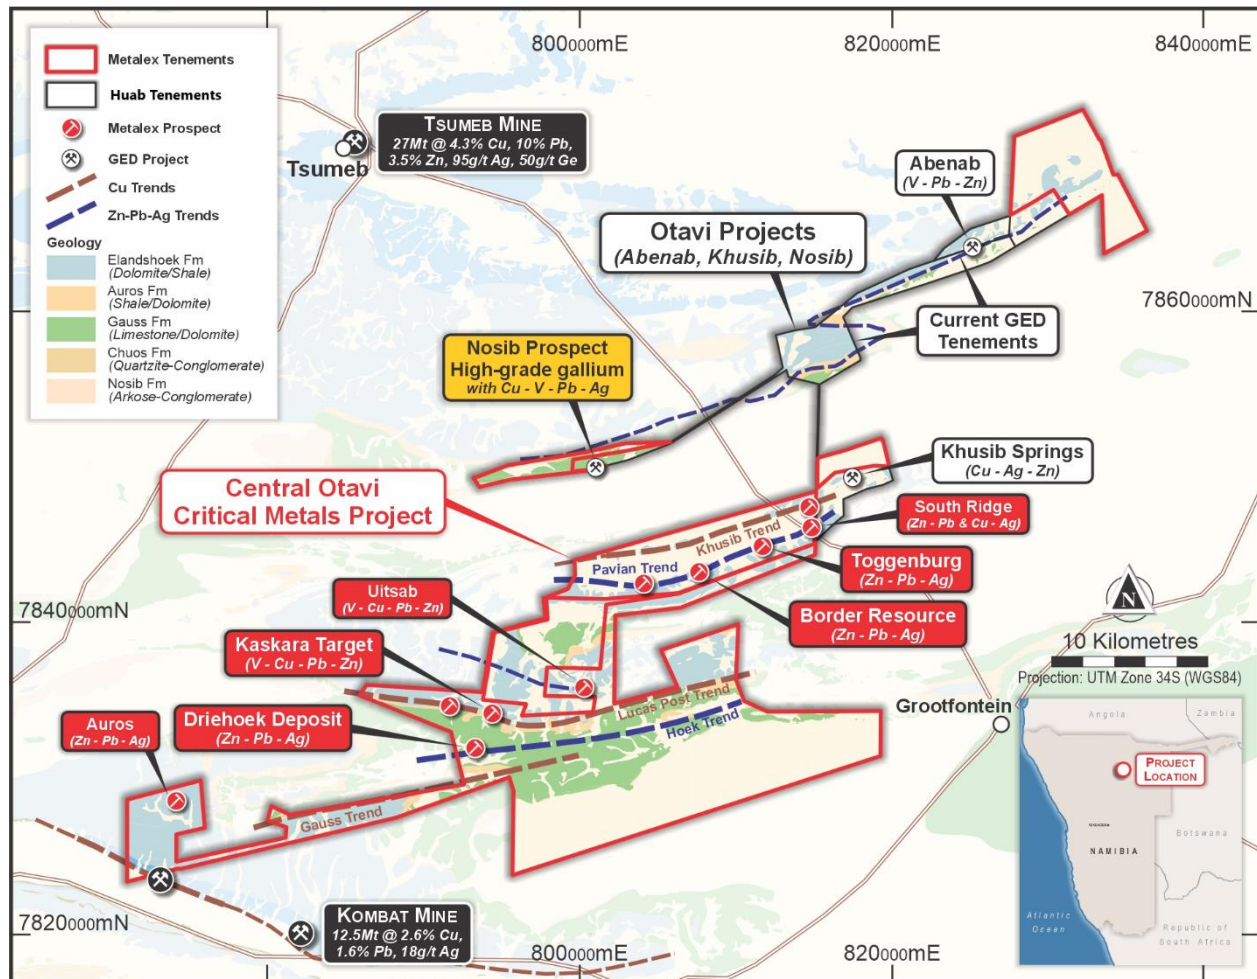 800000mE
820000mE
840000mE
Metalex Tenements
Huab Tenements
Metalex Prospect
GED Project
Cu Trends
Zn-Pb-Ag Trends
Geology
Elandshoek Fm
(Dolomite/Shale)
Auros Fm
(Shale/Dolomite)
Gauss Fm
(Limestone/Dolomite)
Chuos Fm
(Quartzite-Conglomerate)
Nosib Fm
(Arkose-Conglomerate)
Tsumeb
TSUMEB MINE
27Mt @ 4.3% Cu, 10% Pb,
3.5% Zn, 95g/t Ag, 50g/t Ge
Abenab
(V - Pb - Zn)
Otavi Projects
(Abenab, Khusib, Nosib)
7860000mN
Current GED
Tenements
Nosib Prospect
High-grade gallium
with Cu - V - Pb - Ag
Khusib Springs
(Cu - Ag - Zn)
Central Otavi
Critical Metals Project
South Ridge
(Zn - Pb & Cu - Ag)
Khusib Trend
Pavian Trend
Toggenburg
(Zn - Pb - Ag)
Uitsab
(V - Cu - Pb - Zn)
7840000mN
Border Resource
(Zn - Pb - Ag)
Kaskara Target
(V - Cu - Pb - Zn)
N
10 Kilometres
Projection: UTM Zone 34S (WGS84)
Lucas Post Trend
Hoek Trend
Driehoek Deposit
(Zn - Pb - Ag)
Auros
(Zn - Pb - Ag)
Grootfontein
Gauss Trend
Angola
Zambia
PROJECT
LOCATION
Botswana
NAMIBIA
Atlantic
Ocean
Republic of
South Africa
7820000mN
KOMBAT MINE
12.5Mt @ 2.6% Cu,
1.6% Pb, 18g/t Ag
800000mE
820000mE